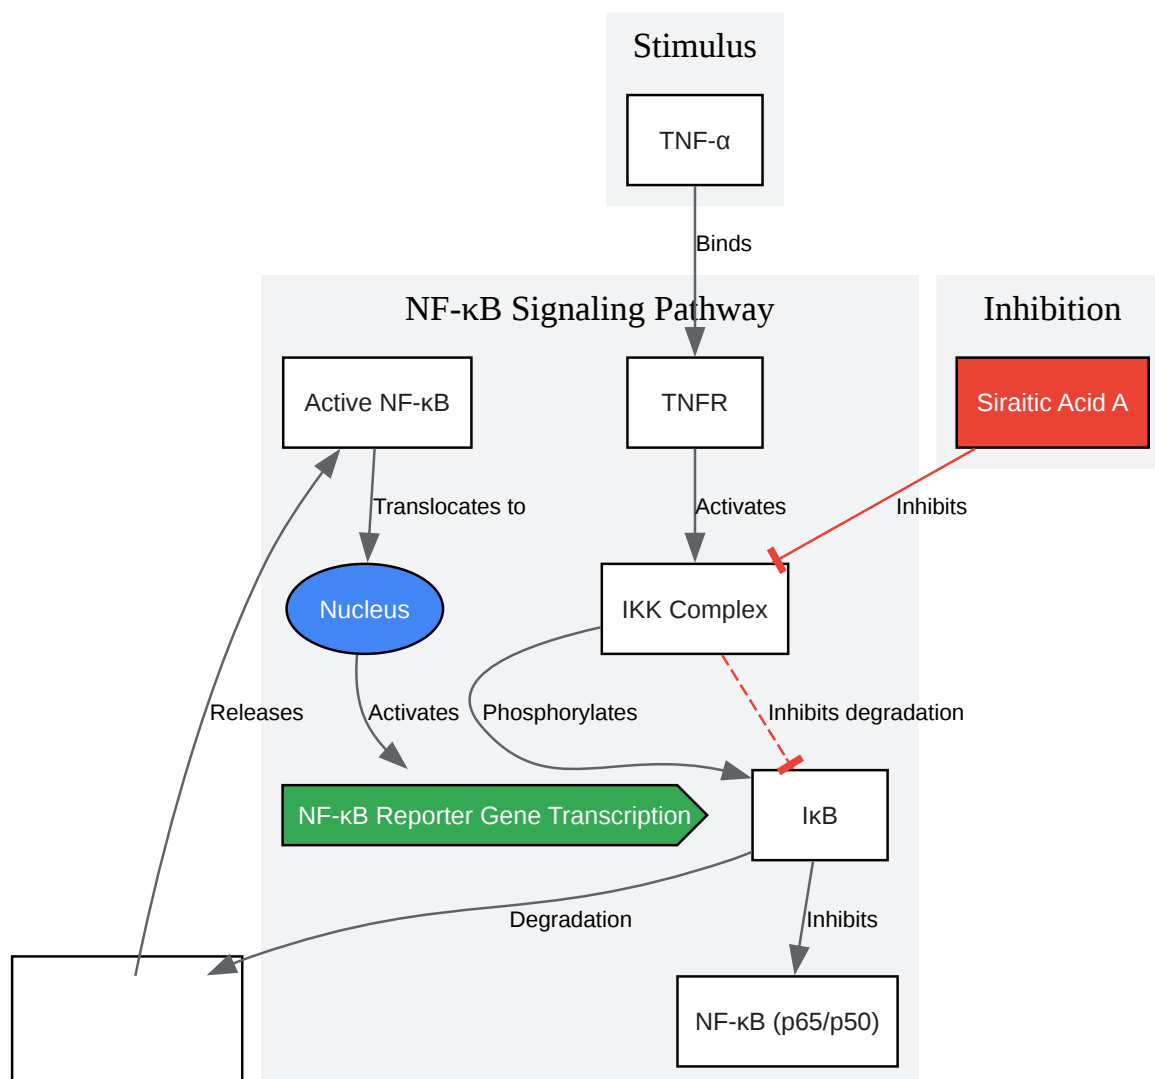 Stimulus
TNF-α
Binds
NF-κB Signaling Pathway
Inhibition
Active NF-κB
TNFR
Siraitic Acid A
Translocates to
Activates
Inhibits
Nucleus
IKK Complex
Releases
Activates
Phosphorylates
Inhibits degradation
NF-κB Reporter Gene Transcription
IκB
Degradation
Inhibits
NF-κB (p65/p50)